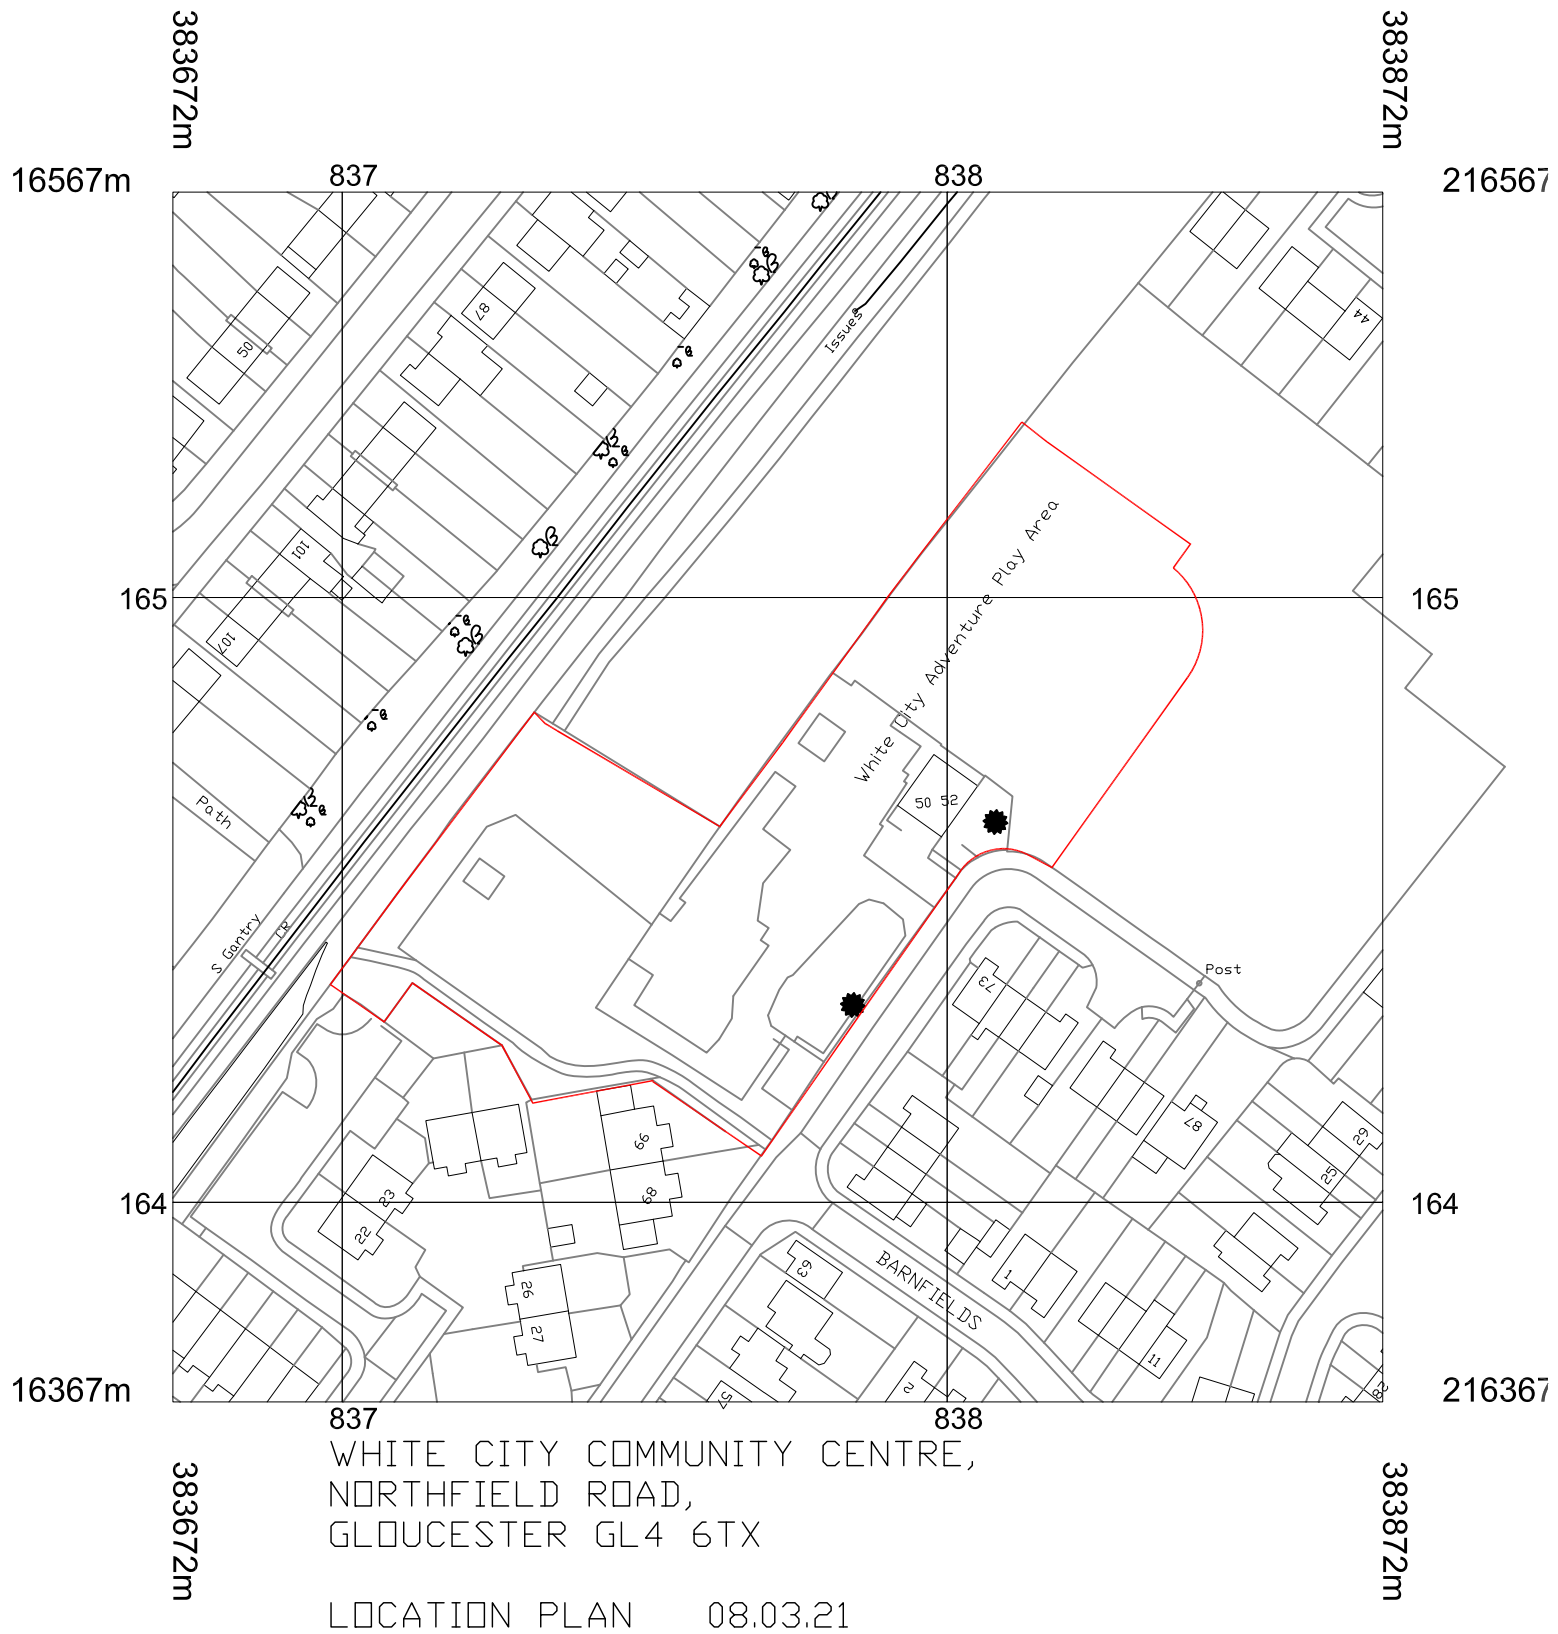 383672m
383872m
16567m
837
838
216567
Issues
44
87
50
101
165
165
107
White City Adventure Play Area
Path
50 52
S Gantry
CR
Post
73
66
87
29
25
23
22
68
164
164
BARNFIELDS
63
1
26
27
11
2
57
28
16367m
837
838
216367
383672m
383872m
WHITE CITY COMMUNITY CENTRE,
NORTHFIELD ROAD,
GLOUCESTER GL4 6TX
LOCATION PLAN 08.03.21